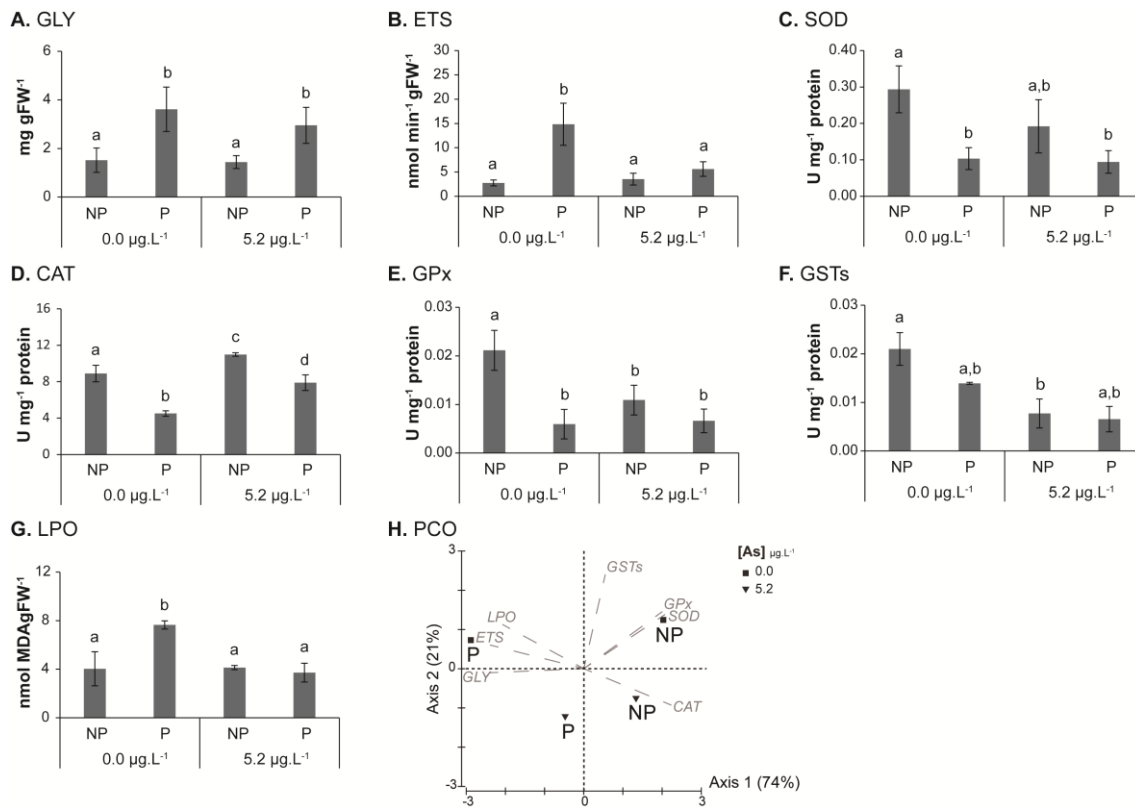 A. GLY
6
4
2
0
mg gFW⁻¹
a
b
a
b
NP P NP P
0.0 µg.L⁻¹ 5.2 µg.L⁻¹
B. ETS
30
25
20
15
10
5
0
nmol min⁻¹ gFW⁻¹
a
b
a
a
NP P NP P
0.0 µg.L⁻¹ 5.2 µg.L⁻¹
C. SOD
0.40
0.30
0.20
0.10
0.00
U mg⁻¹ protein
a
b
a,b
b
NP P NP P
0.0 µg.L⁻¹ 5.2 µg.L⁻¹
D. CAT
16
12
8
4
0
U mg⁻¹ protein
a
b
c
d
NP P NP P
0.0 µg.L⁻¹ 5.2 µg.L⁻¹
E. GPx
0.03
0.02
0.01
0.00
U mg⁻¹ protein
a
b
b
b
NP P NP P
0.0 µg.L⁻¹ 5.2 µg.L⁻¹
F. GSTs
0.03
0.02
0.01
0.00
U mg⁻¹ protein
a
a,b
b
a,b
NP P NP P
0.0 µg.L⁻¹ 5.2 µg.L⁻¹
G. LPO
12
8
4
0
nmol MDAgFW⁻¹
a
b
a
a
NP P NP P
0.0 µg.L⁻¹ 5.2 µg.L⁻¹
H. PCO
[As] µg.L⁻¹
0.0
5.2
3
0
-3
Axis 2 (21%)
GSTs
GPx
SOD
NP
LPO
ETS
P
GLY
CAT
NP
P
Axis 1 (74%)
-3 0 3